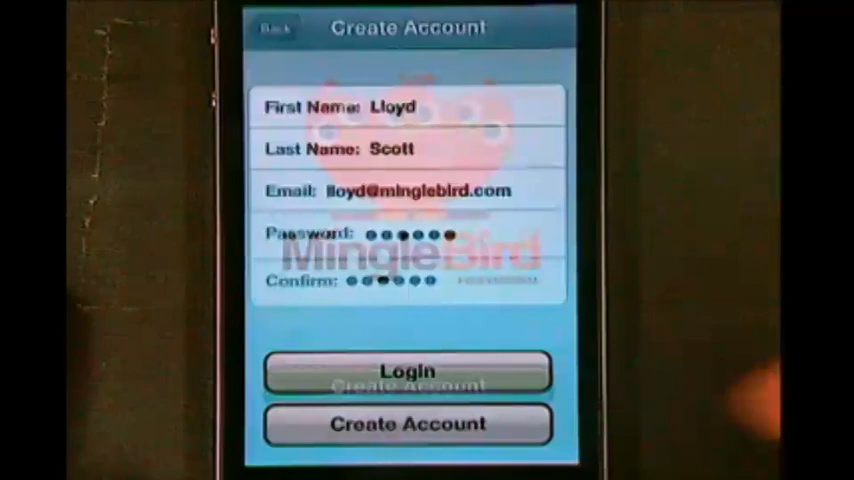 Back
Create Account
First Name: Lloyd
Last Name: Scott
Email: lloyd@minglebird.com
Password: ●●●●●●
MingleBird
Confirm: ●●●●●●
PROFESSIONAL
LogIn
Create Account
Create Account